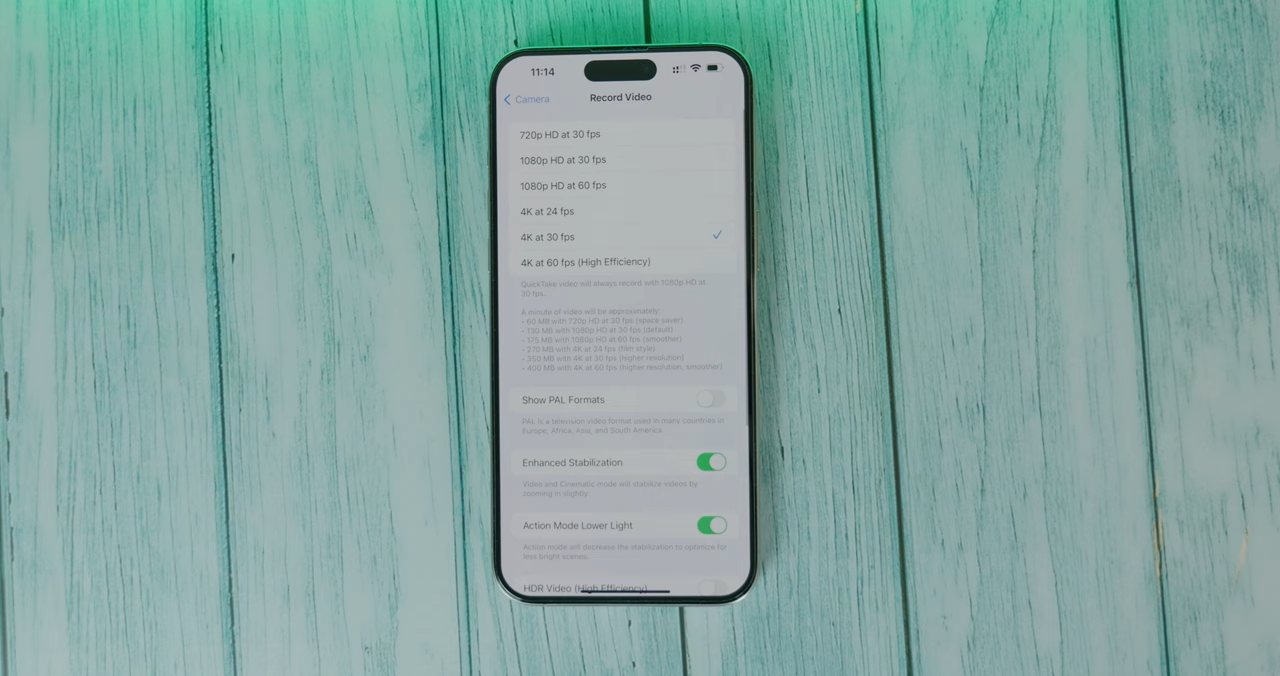 11:14
Camera
Record Video
720p HD at 30 fps
1080p HD at 30 fps
1080p HD at 60 fps
4K at 24 fps
4K at 30 fps
4K at 60 fps (High Efficiency)
QuickTake video will always record with 1080p HD at
30 fps.
A minute of video will be approximately:
- 60 MB with 720p HD at 30 fps (space saver)
- 130 MB with 1080p HD at 30 fps (default)
- 175 MB with 1080p HD at 60 fps (smoother)
- 270 MB with 4K at 24 fps (film style)
- 350 MB with 4K at 30 fps (higher resolution)
- 400 MB with 4K at 60 fps (higher resolution, smoother)
Show PAL Formats
PAL is a television video format used in many countries in
Europe, Africa, Asia, and South America.
Enhanced Stabilization
Video and Cinematic mode will stabilize videos by
zooming in slightly.
Action Mode Lower Light
Action mode will decrease the stabilization to optimize for
less bright scenes.
HDR Video (High Efficiency)